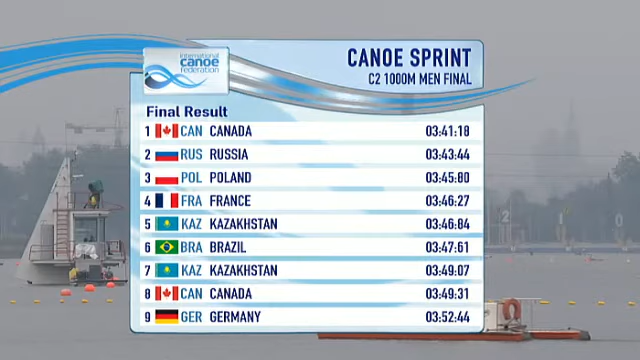 international
canoe
federation
CANOE SPRINT
C2 1000M MEN FINAL
Final Result
1 CAN CANADA 03:41:18
2 RUS RUSSIA 03:43:44
3 POL POLAND 03:45:80
4 FRA FRANCE 03:46:27
5 KAZ KAZAKHSTAN 03:46:84
6 BRA BRAZIL 03:47:61
7 KAZ KAZAKHSTAN 03:49:07
8 CAN CANADA 03:49:31
9 GER GERMANY 03:52:44
2
1